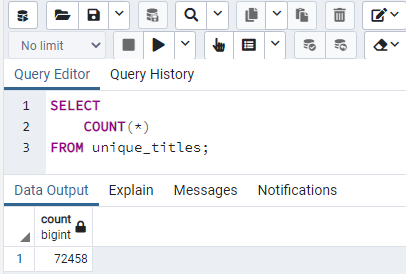 No limit
Query Editor Query History
1 SELECT
2 COUNT(*)
3 FROM unique_titles;
Data Output Explain Messages Notifications
count
bigint
1 72458